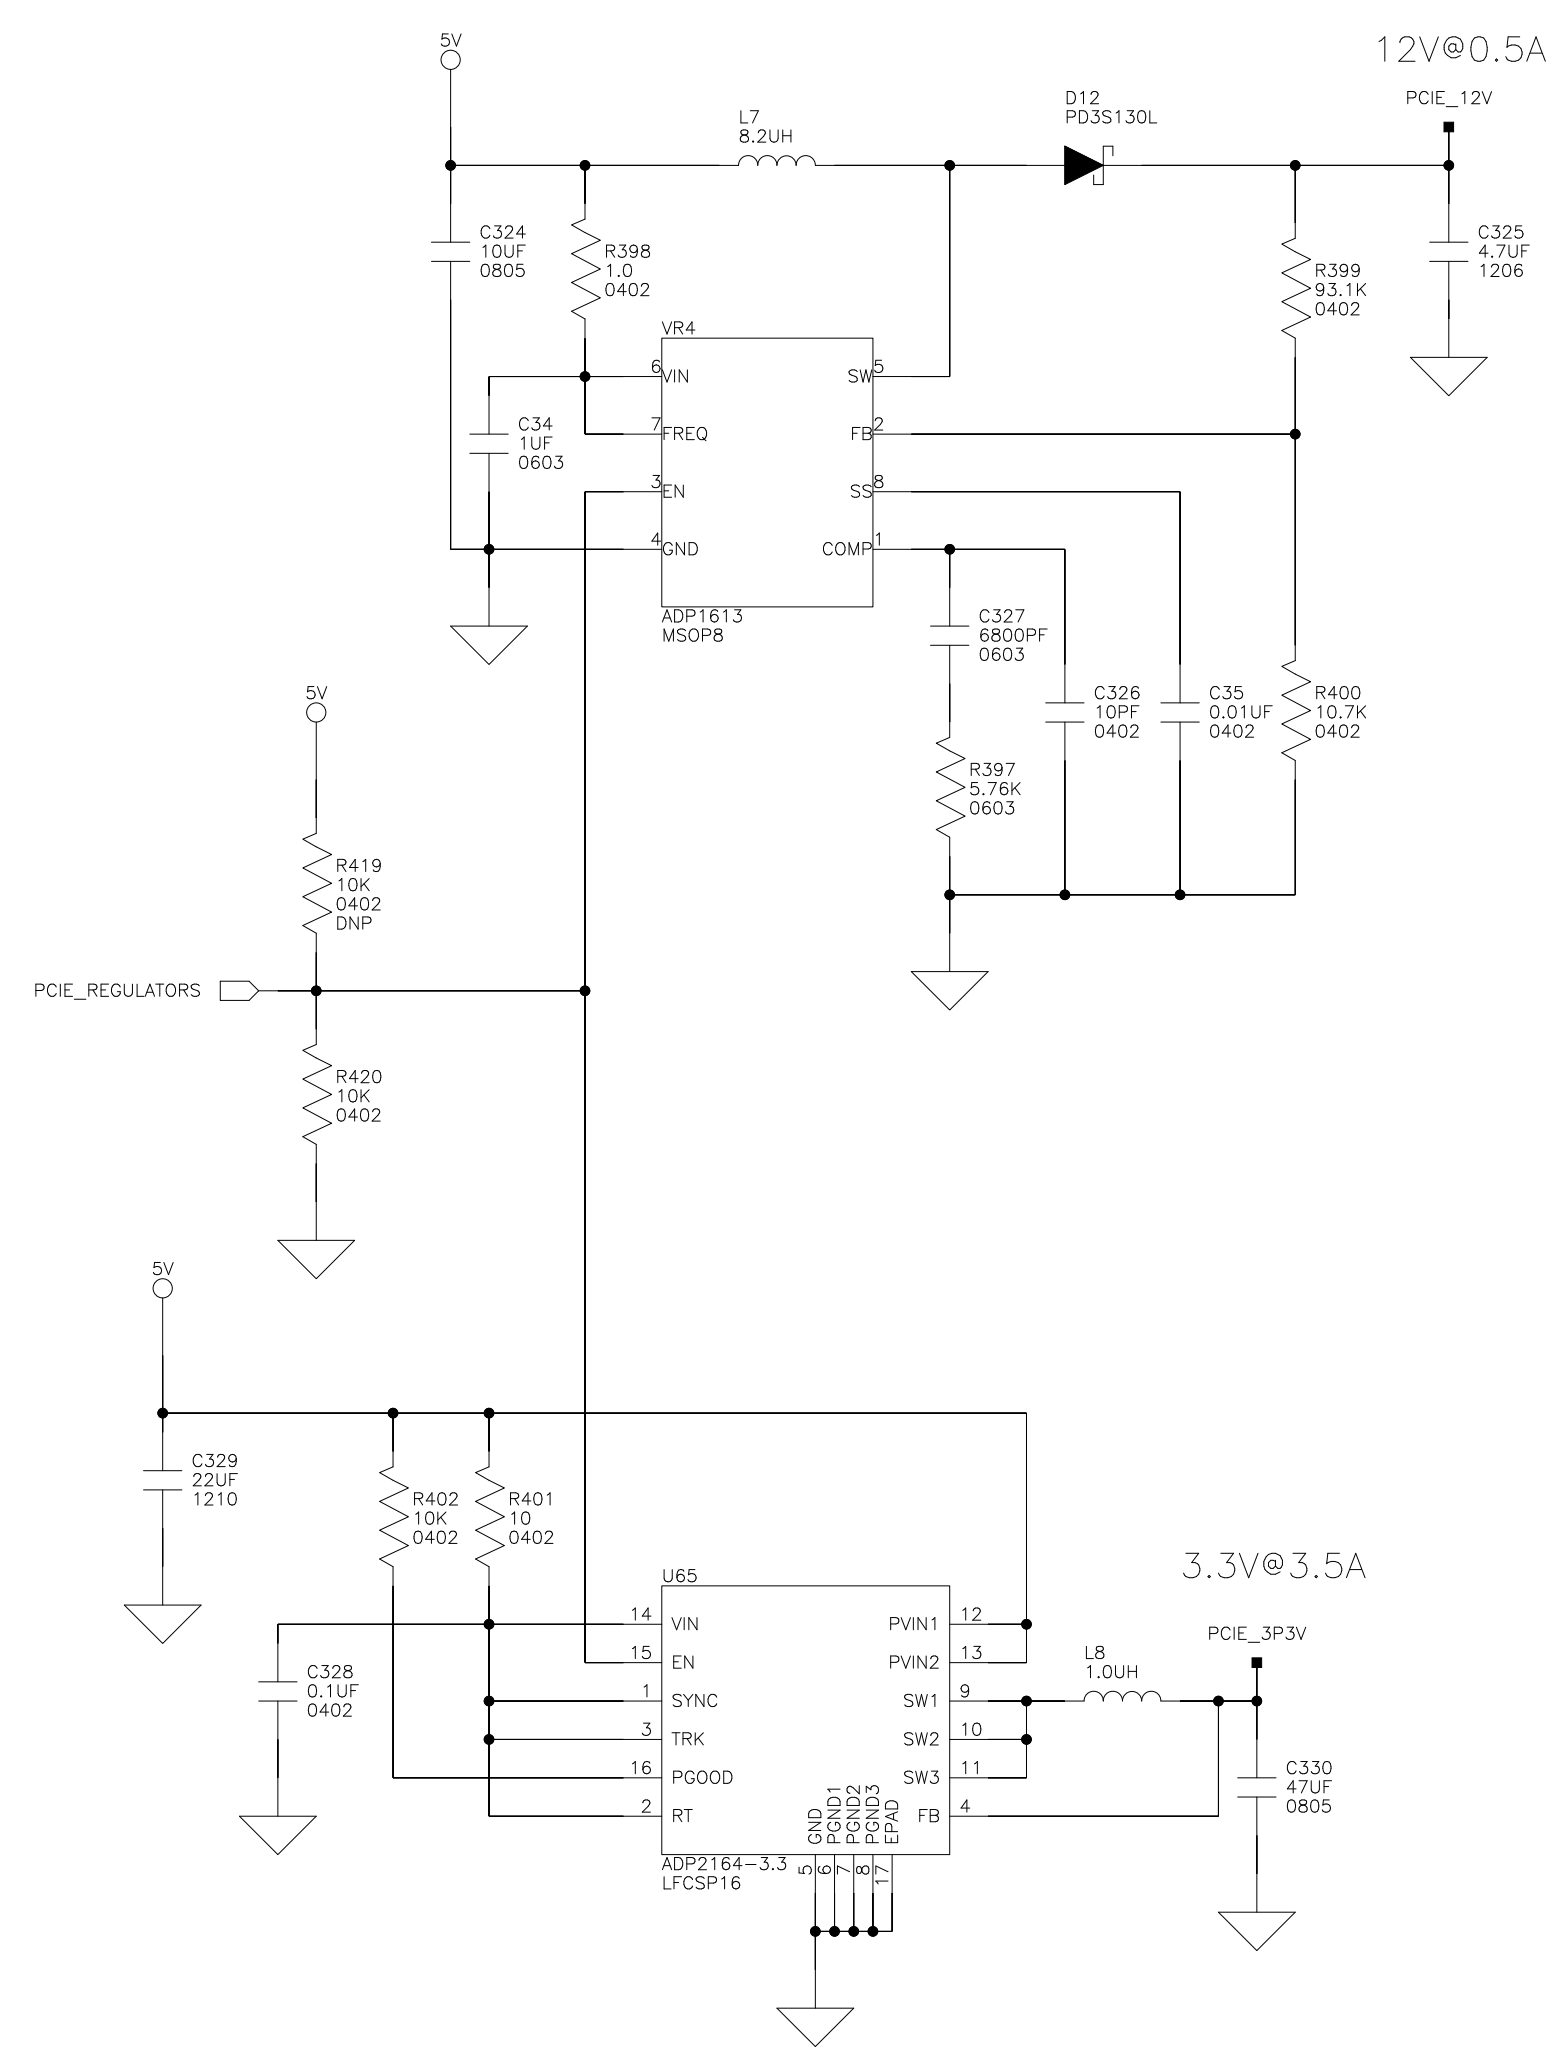 5V
12V@0.5A
PCIE_12V
D12
PD3S130L
L7
8.2UH
C324
10UF
0805
R398
1.0
0402
R399
93.1K
0402
C325
4.7UF
1206
VR4
6
VIN
7
FREQ
3
EN
4
GND
SW
5
FB
2
SS
8
COMP
1
ADP1613
MSOP8
C34
1UF
0603
C327
6800PF
0603
C326
10PF
0402
C35
0.01UF
0402
R400
10.7K
0402
R397
5.76K
0603
5V
R419
10K
0402
DNP
PCIE_REGULATORS
R420
10K
0402
5V
C329
22UF
1210
R402
10K
0402
R401
10
0402
3.3V@3.5A
PCIE_3P3V
L8
1.0UH
C328
0.1UF
0402
U65
14
VIN
15
EN
1
SYNC
3
TRK
16
PGOOD
2
RT
PVIN1
12
PVIN2
13
SW1
9
SW2
10
SW3
11
FB
4
GND
5
PGND1
6
PGND2
7
PGND3
8
EPAD
17
ADP2164-3.3
LFCSP16
C330
47UF
0805